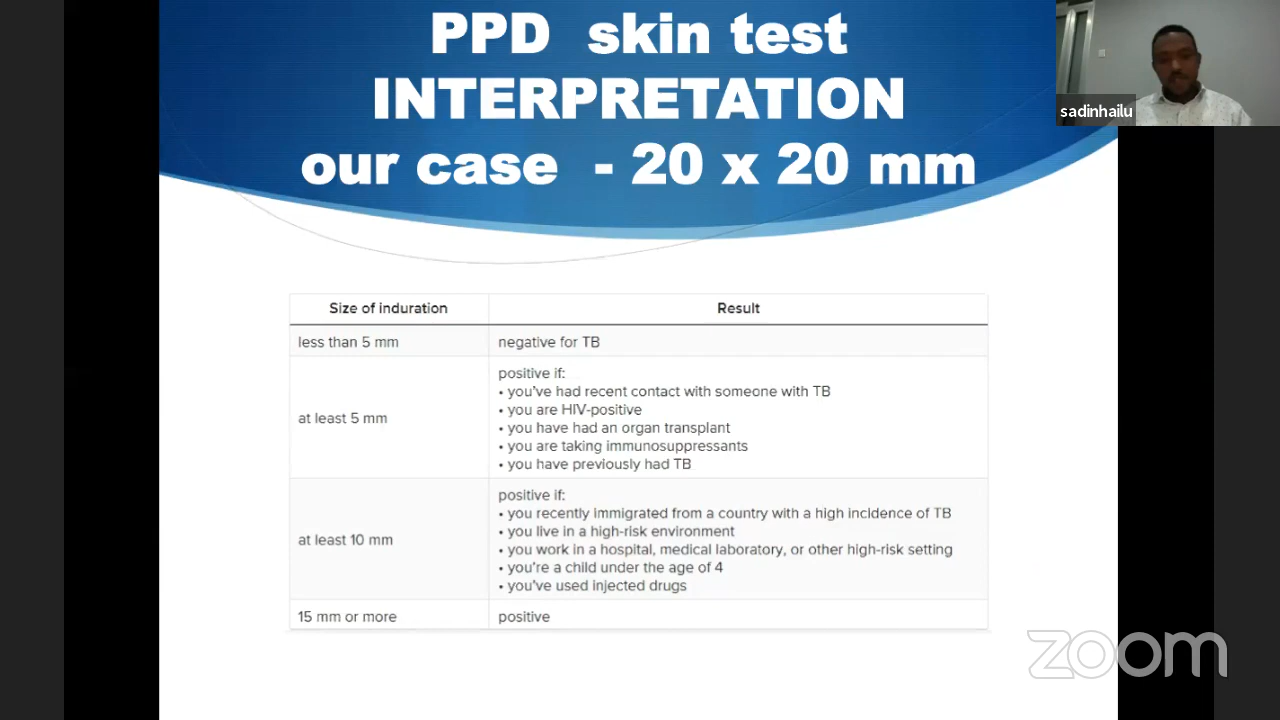 PPD skin test
INTERPRETATION
our case - 20 x 20 mm
sadinhailu
Size of induration Result
less than 5 mm negative for TB
at least 5 mm
positive if:
• you've had recent contact with someone with TB
• you are HIV-positive
• you have had an organ transplant
• you are taking immunosuppressants
• you have previously had TB
at least 10 mm
positive if:
• you recently immigrated from a country with a high incidence of TB
• you live in a high-risk environment
• you work in a hospital, medical laboratory, or other high-risk setting
• you're a child under the age of 4
• you've used injected drugs
15 mm or more positive
zoom